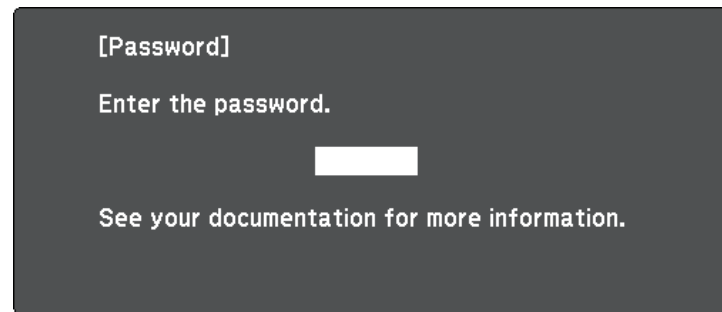 [Password]
Enter the password.
See your documentation for more information.